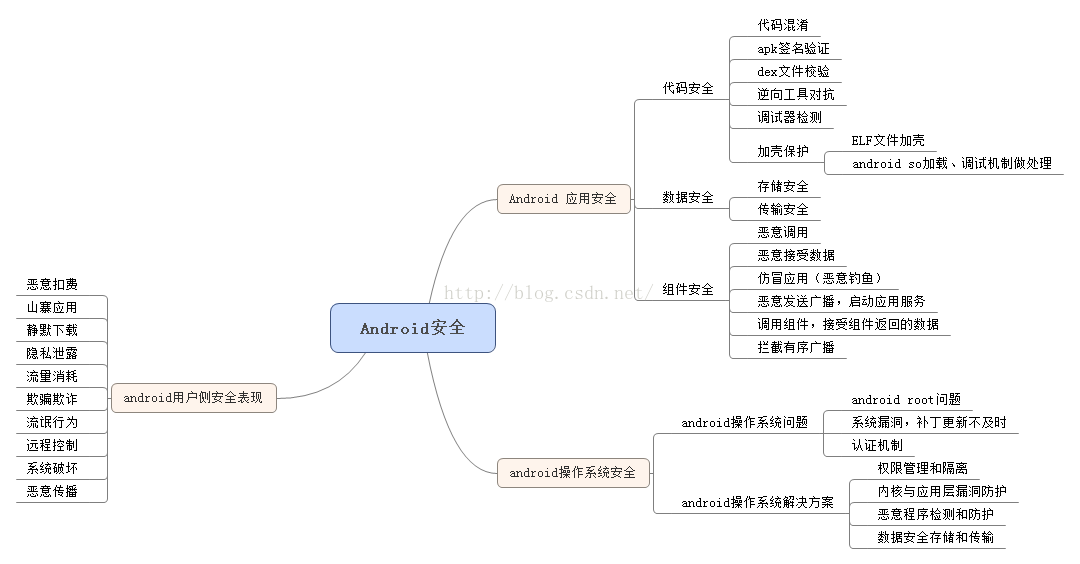 Android安全
Android 应用安全
代码安全
代码混淆
apk签名验证
dex文件校验
逆向工具对抗
调试器检测
加壳保护
ELF文件加壳
android so加载、调试机制做处理
数据安全
存储安全
传输安全
组件安全
恶意调用
恶意接受数据
仿冒应用（恶意钓鱼）
恶意发送广播，启动应用服务
调用组件，接受组件返回的数据
拦截有序广播
android操作系统安全
android操作系统问题
android root问题
系统漏洞，补丁更新不及时
认证机制
android操作系统解决方案
权限管理和隔离
内核与应用层漏洞防护
恶意程序检测和防护
数据安全存储和传输
android用户侧安全表现
恶意扣费
山寨应用
静默下载
隐私泄露
流量消耗
欺骗欺诈
流氓行为
远程控制
系统破坏
恶意传播
http://blog.csdn.net/